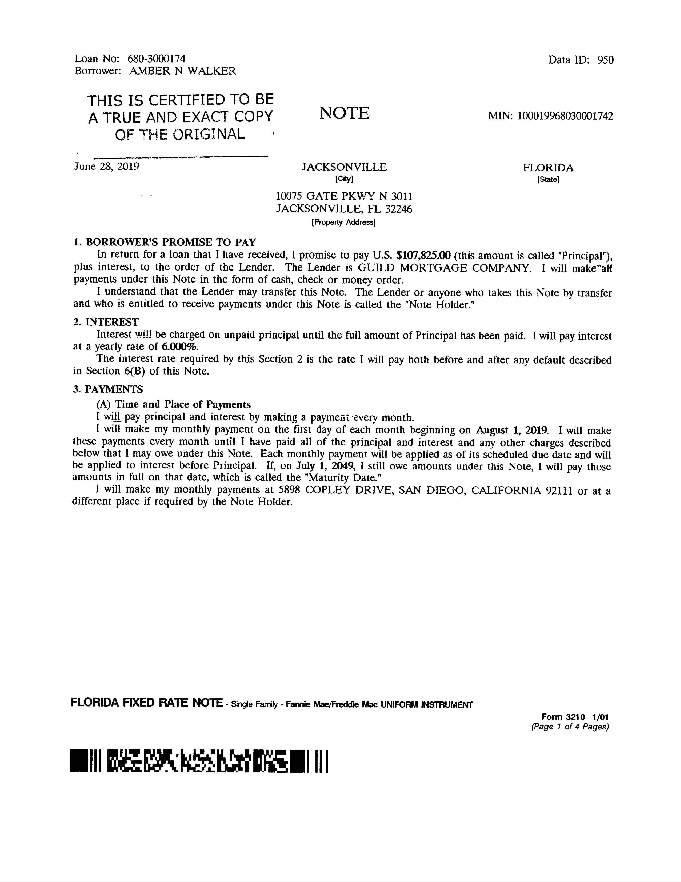 Loan No: 680-3000174
Data ID: 950
Borrower: AMBER N WALKER
THIS IS CERTIFIED TO BE
A TRUE AND EXACT COPY
OF THE ORIGINAL
NOTE
MIN: 100019968030001742
June 28, 2019
JACKSONVILLE
[City]
FLORIDA
[State]
10075 GATE PKWY N 3011
JACKSONVILLE, FL 32246
[Property Address]
1. BORROWER'S PROMISE TO PAY
In return for a loan that I have received, I promise to pay U.S. $107,825.00 (this amount is called "Principal"),
plus interest, to the order of the Lender. The Lender is GUILD MORTGAGE COMPANY. I will make all
payments under this Note in the form of cash, check or money order.
I understand that the Lender may transfer this Note. The Lender or anyone who takes this Note by transfer
and who is entitled to receive payments under this Note is called the "Note Holder."
2. INTEREST
Interest will be charged on unpaid principal until the full amount of Principal has been paid. I will pay interest
at a yearly rate of 6.000%.
The interest rate required by this Section 2 is the rate I will pay both before and after any default described
in Section 6(B) of this Note.
3. PAYMENTS
(A) Time and Place of Payments
I will pay principal and interest by making a payment every month.
I will make my monthly payment on the first day of each month beginning on August 1, 2019. I will make
these payments every month until I have paid all of the principal and interest and any other charges described
below that I may owe under this Note. Each monthly payment will be applied as of its scheduled due date and will
be applied to interest before Principal. If, on July 1, 2049, I still owe amounts under this Note, I will pay those
amounts in full on that date, which is called the "Maturity Date."
I will make my monthly payments at 5898 COPLEY DRIVE, SAN DIEGO, CALIFORNIA 92111 or at a
different place if required by the Note Holder.
FLORIDA FIXED RATE NOTE - Single Family - Fannie Mae/Freddie Mac UNIFORM INSTRUMENT
Form 3210 1/01
(Page 1 of 4 Pages)